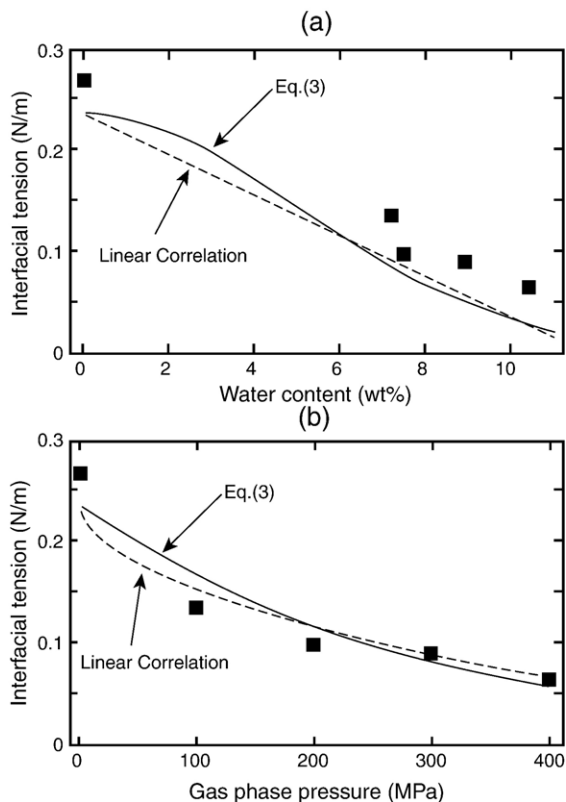 (a)
0.3
0.2
0.1
0
Interfacial tension (N/m)
Eq.(3)
Linear Correlation
0 2 4 6 8 10
Water content (wt%)
(b)
0.3
0.2
0.1
0
Interfacial tension (N/m)
Eq.(3)
Linear Correlation
0 100 200 300 400
Gas phase pressure (MPa)